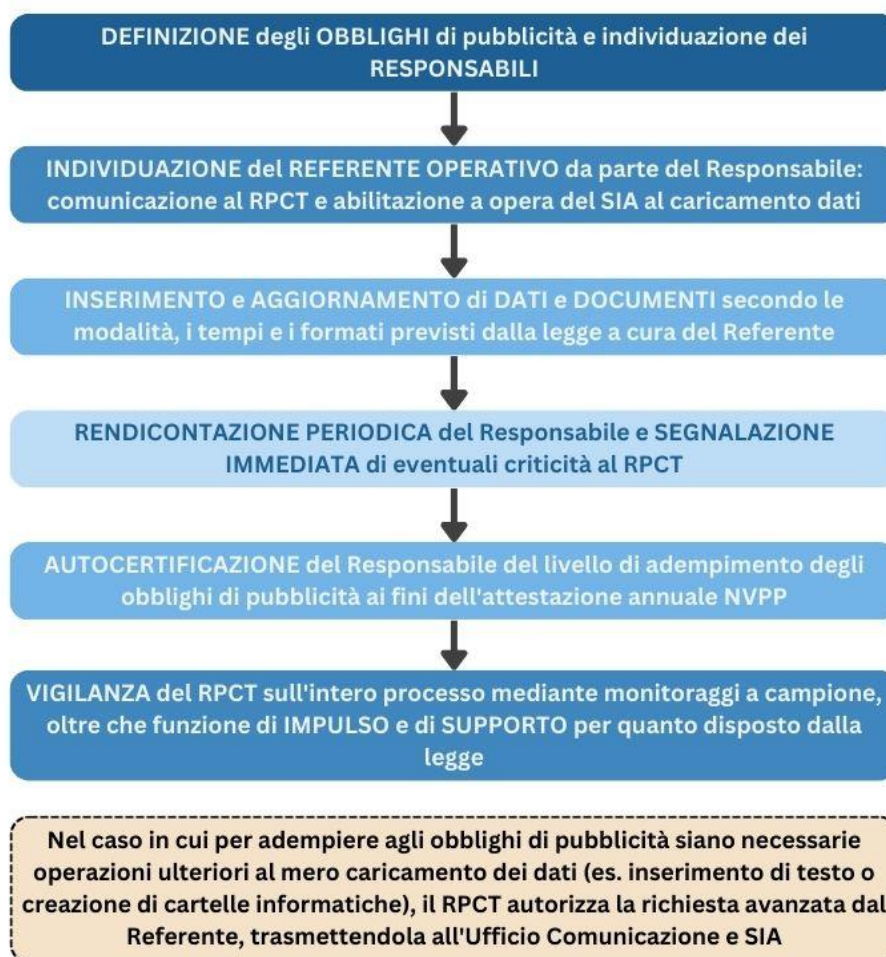 DEFINIZIONE degli OBBLIGHI di pubblicità e individuazione dei
RESPONSABILI
INDIVIDUAZIONE del REFERENTE OPERATIVO da parte del Responsabile:
comunicazione al RPCT e abilitazione a opera del SIA al caricamento dati
INSERIMENTO e AGGIORNAMENTO di DATI e DOCUMENTI secondo le
modalità, i tempi e i formati previsti dalla legge a cura del Referente
RENDICONTAZIONE PERIODICA del Responsabile e SEGNALAZIONE
IMMEDIATA di eventuali criticità al RPCT
AUTOCERTIFICAZIONE del Responsabile del livello di adempimento degli
obblighi di pubblicità ai fini dell'attestazione annuale NVPP
VIGILANZA del RPCT sull'intero processo mediante monitoraggi a campione,
oltre che funzione di IMPULSO e di SUPPORTO per quanto disposto dalla
legge
Nel caso in cui per adempiere agli obblighi di pubblicità siano necessarie
operazioni ulteriori al mero caricamento dei dati (es. inserimento di testo o
creazione di cartelle informatiche), il RPCT autorizza la richiesta avanzata dal
Referente, trasmettendola all'Ufficio Comunicazione e SIA